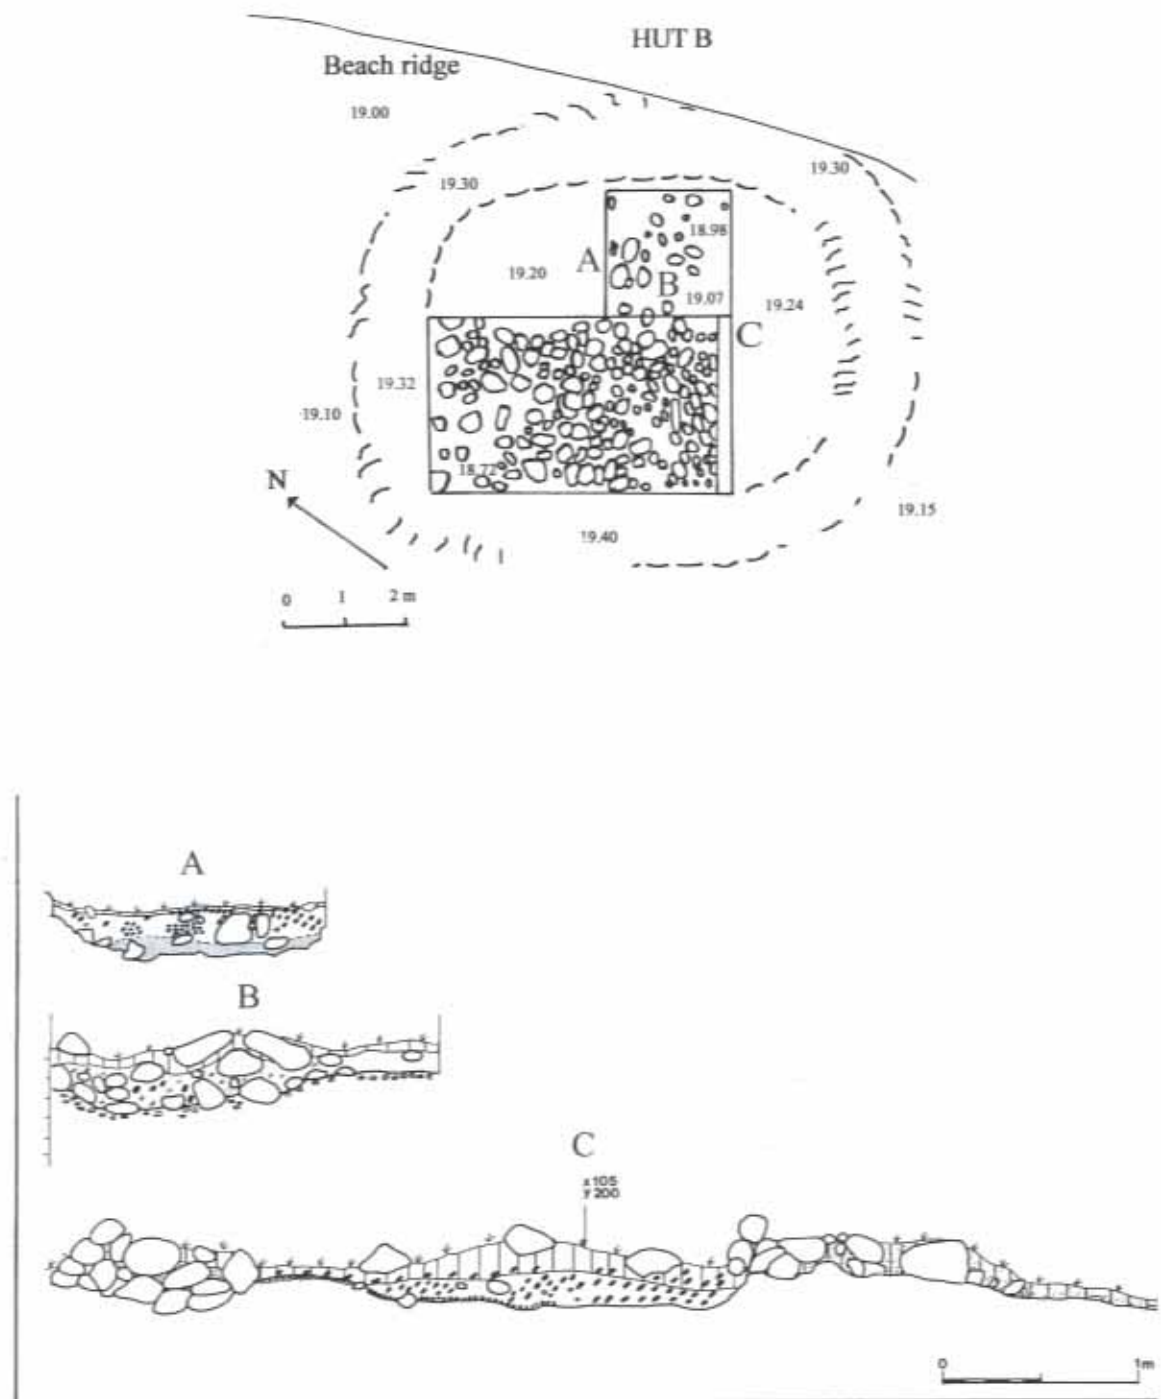 HUT B
Beach ridge
19.00
19.30
19.30
18.98
A
19.20
B
19.07
19.24
C
19.32
19.10
18.72
N
19.40
19.15
0 1 2 m
A
B
C
x105
y200
0 1m